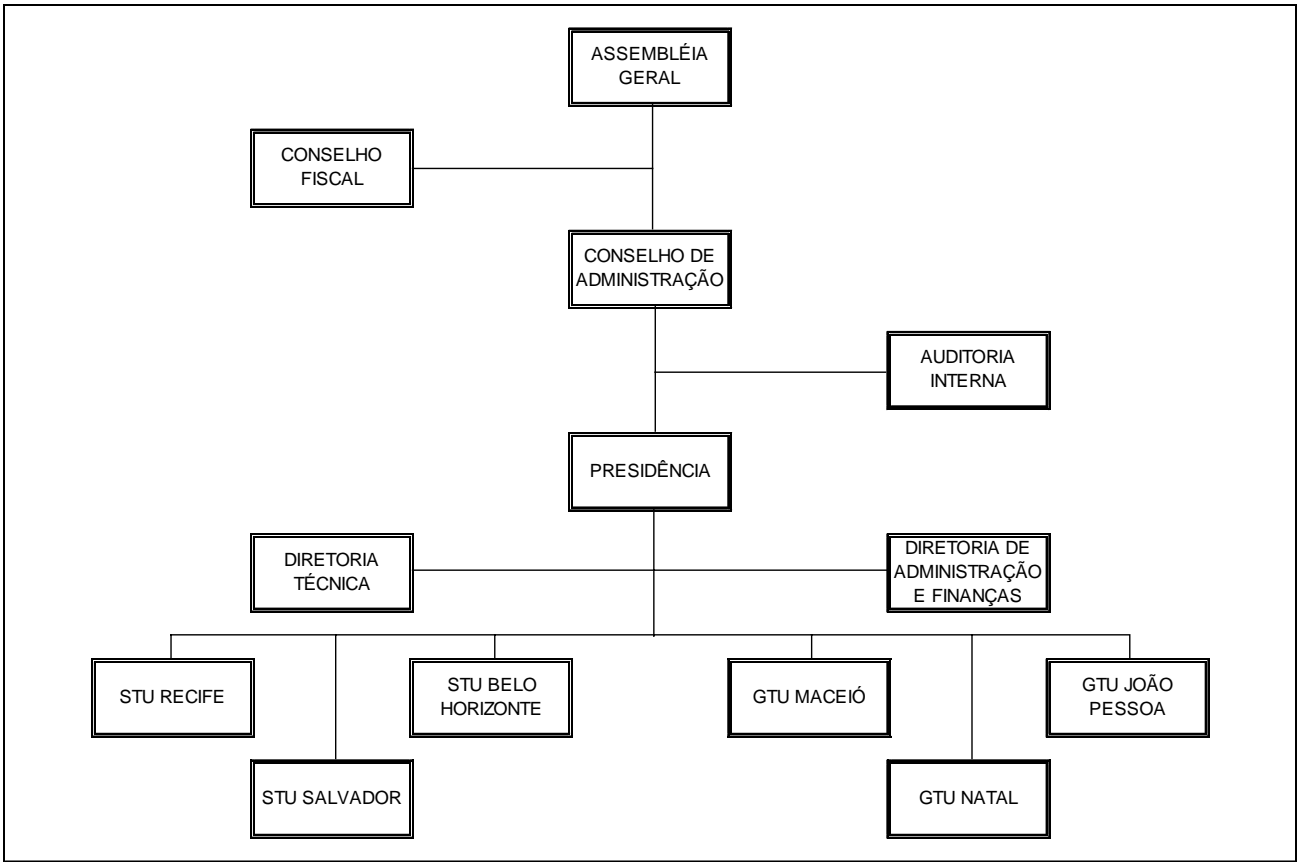 ASSEMBLÉIA
GERAL
CONSELHO
FISCAL
CONSELHO DE
ADMINISTRAÇÃO
AUDITORIA
INTERNA
PRESIDÊNCIA
DIRETORIA
TÉCNICA
DIRETORIA DE
ADMINISTRAÇÃO
E FINANÇAS
STU RECIFE
STU BELO
HORIZONTE
GTU MACEIÓ
GTU JOÃO
PESSOA
STU SALVADOR
GTU NATAL